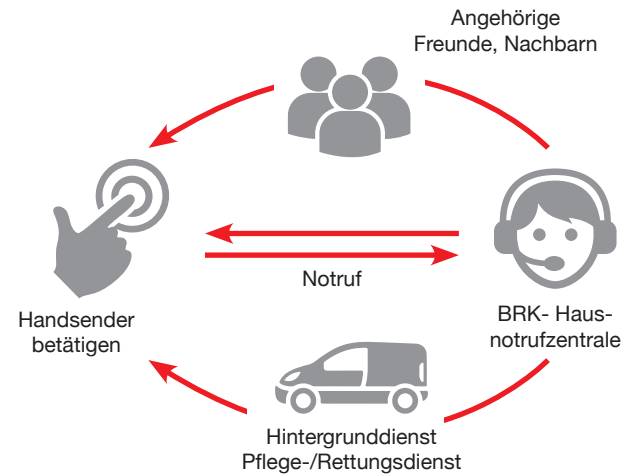 Angehörige
Freunde, Nachbarn
Notruf
Handsender
betätigen
BRK- Haus-
notrufzentrale
Hintergrunddienst
Pflege-/Rettungsdienst